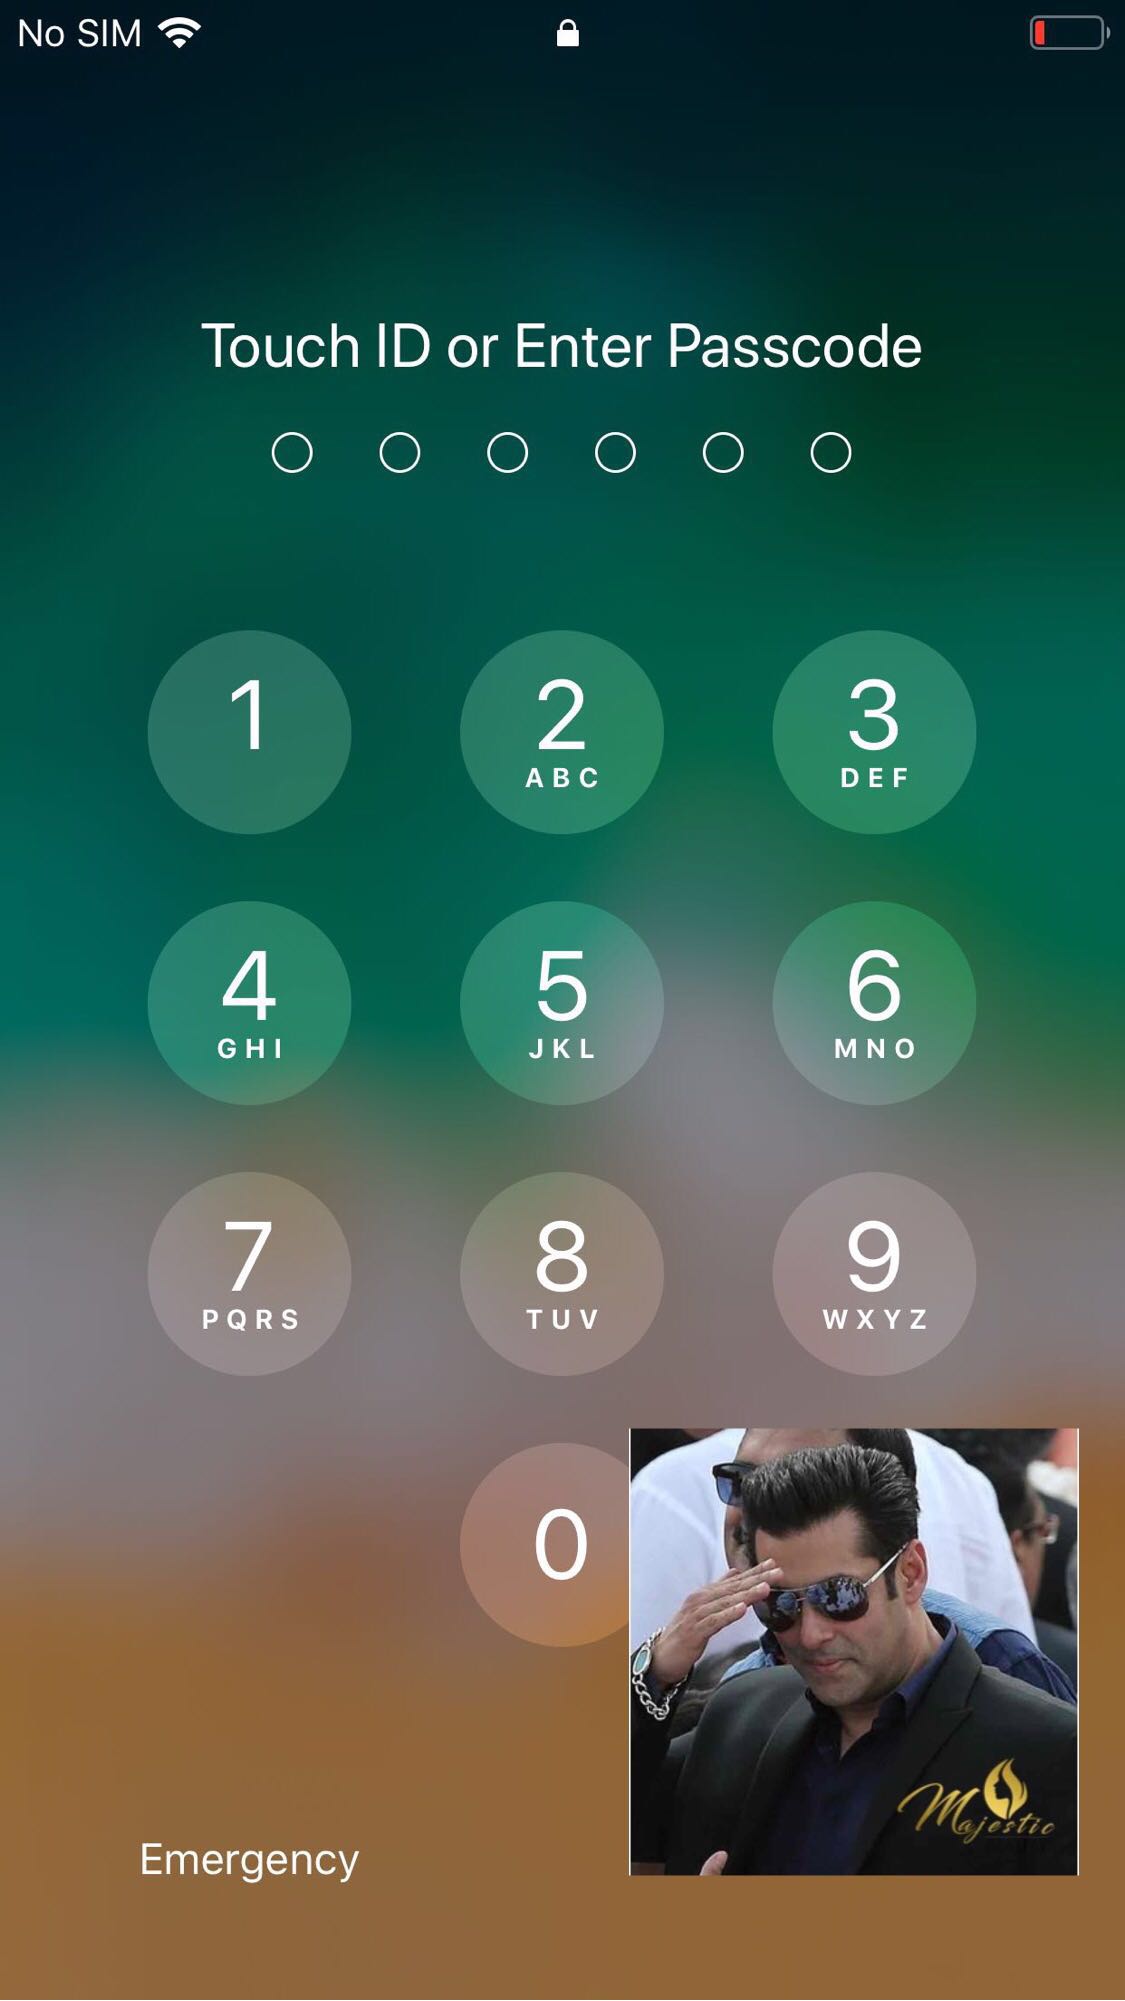 No SIM
Touch ID or Enter Passcode
1
2
ABC
3
DEF
4
GHI
5
JKL
6
MNO
7
PQRS
8
TUV
9
WXYZ
0
Majestic
Emergency